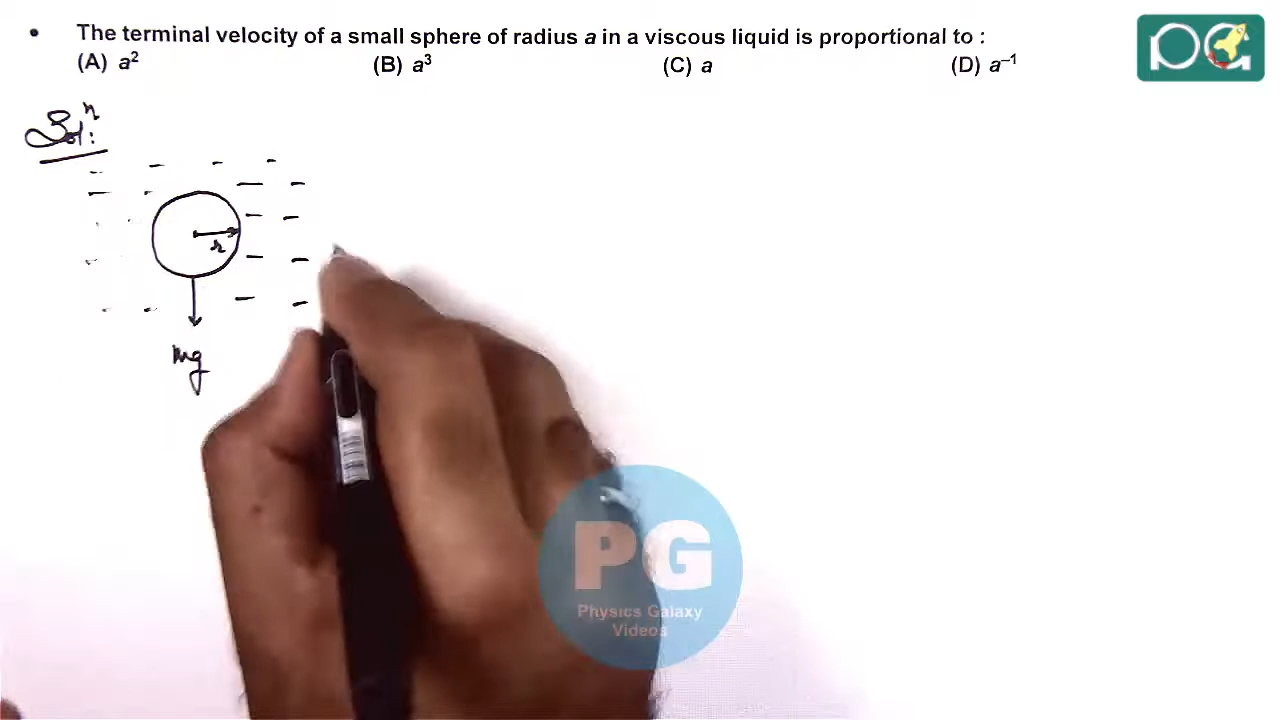 • The terminal velocity of a small sphere of radius a in a viscous liquid is proportional to :
(A) a² (B) a³ (C) a (D) a⁻¹
PG
Solⁿ:
r
mg
PG
Physics Galaxy
Videos